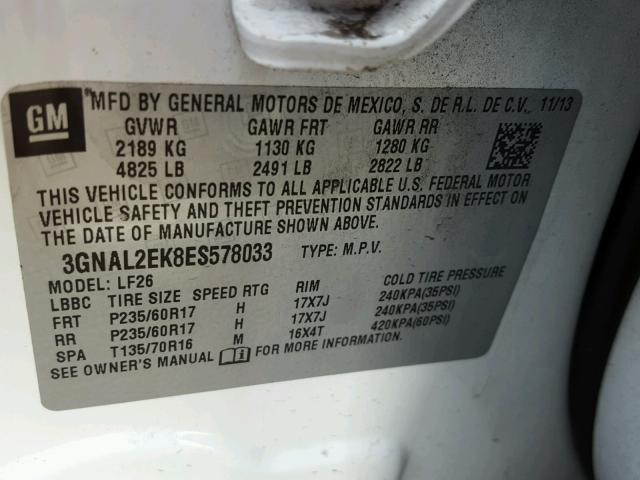 GM
® MFD BY GENERAL MOTORS DE MEXICO, S. DE R.L. DE C.V. 11/13
GVWR GAWR FRT GAWR RR
2189 KG 1130 KG 1280 KG
4825 LB 2491 LB 2822 LB
THIS VEHICLE CONFORMS TO ALL APPLICABLE U.S. FEDERAL MOTOR
VEHICLE SAFETY AND THEFT PREVENTION STANDARDS IN EFFECT ON
THE DATE OF MANUFACTURE SHOWN ABOVE.
3GNAL2EK8ES578033 TYPE: M.P.V.
MODEL: LF26
LBBC TIRE SIZE SPEED RTG RIM COLD TIRE PRESSURE
FRT P235/60R17 H 17X7J 240KPA(35PSI)
RR P235/60R17 H 17X7J 240KPA(35PSI)
SPA T135/70R16 M 16X4T 420KPA(60PSI)
SEE OWNER'S MANUAL FOR MORE INFORMATION.